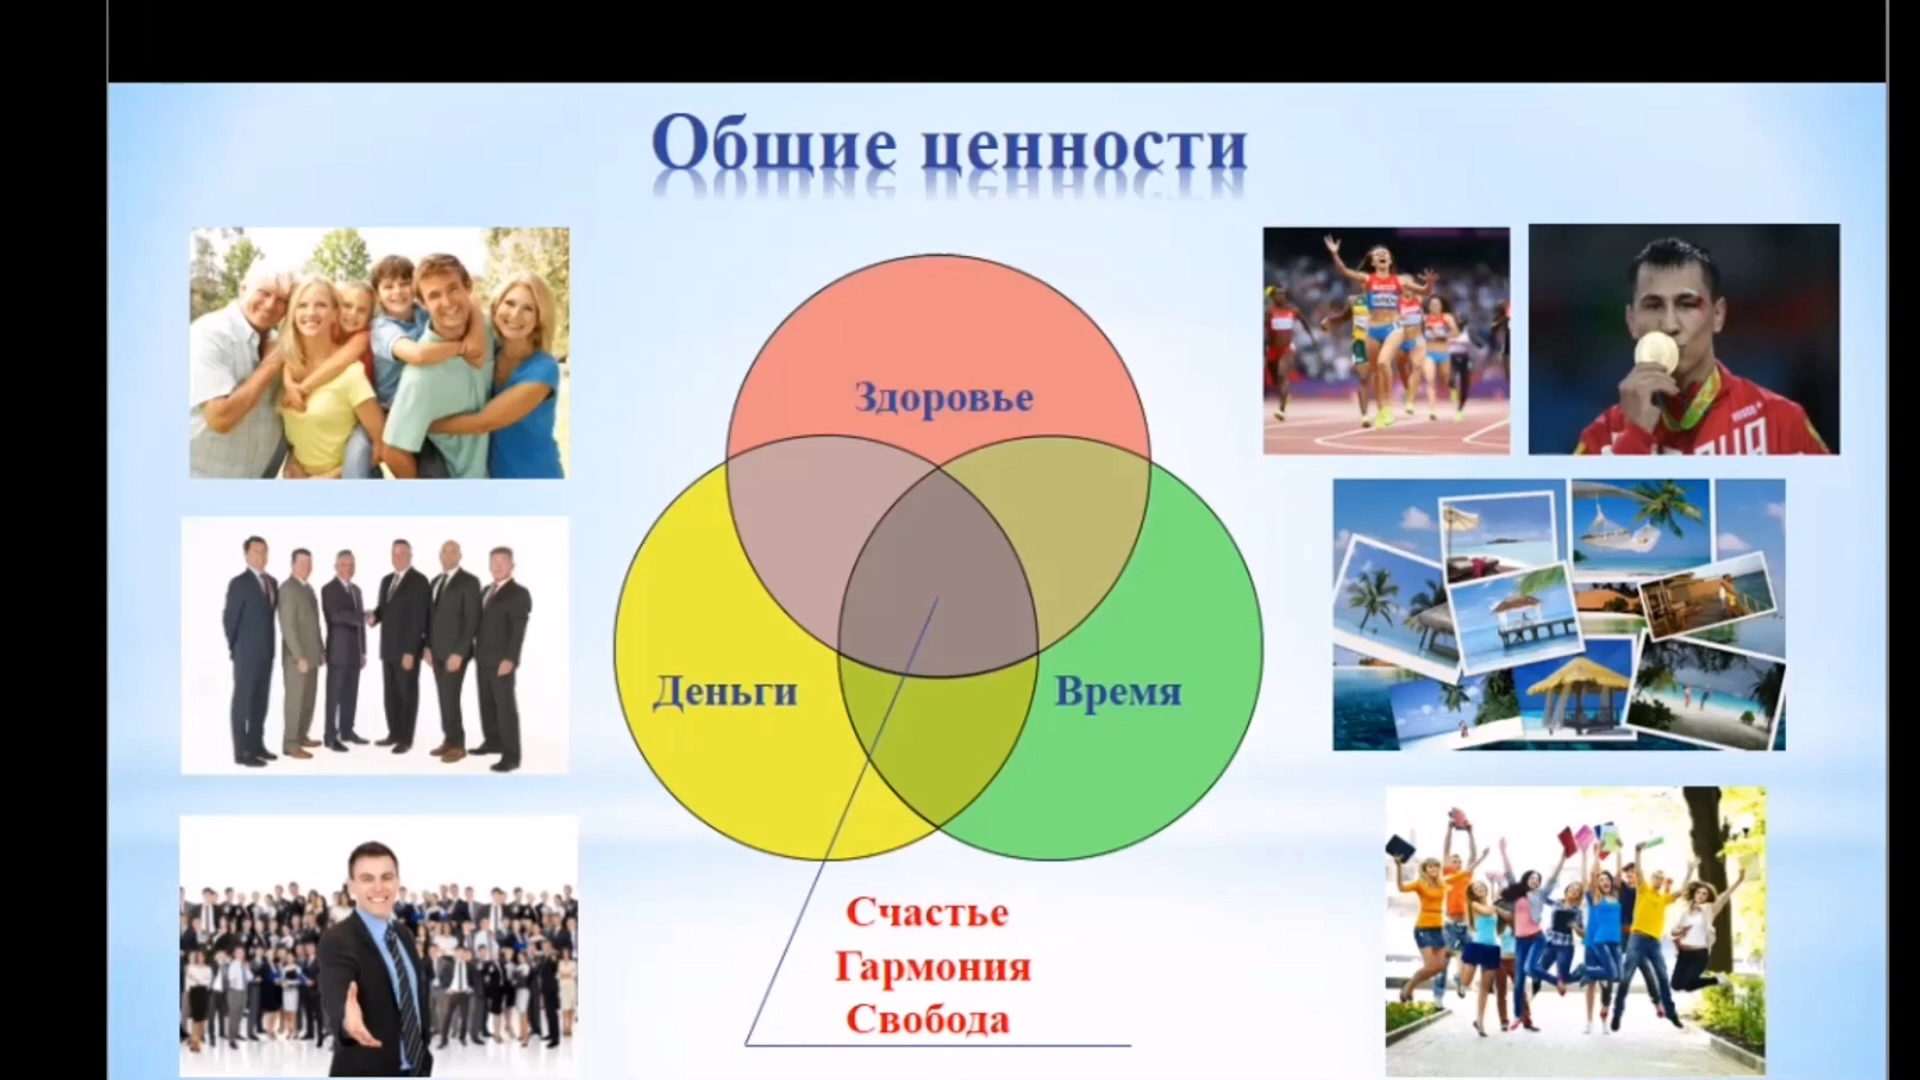 Общие ценности
Здоровье
Деньги
Время
Счастье
Гармония
Свобода